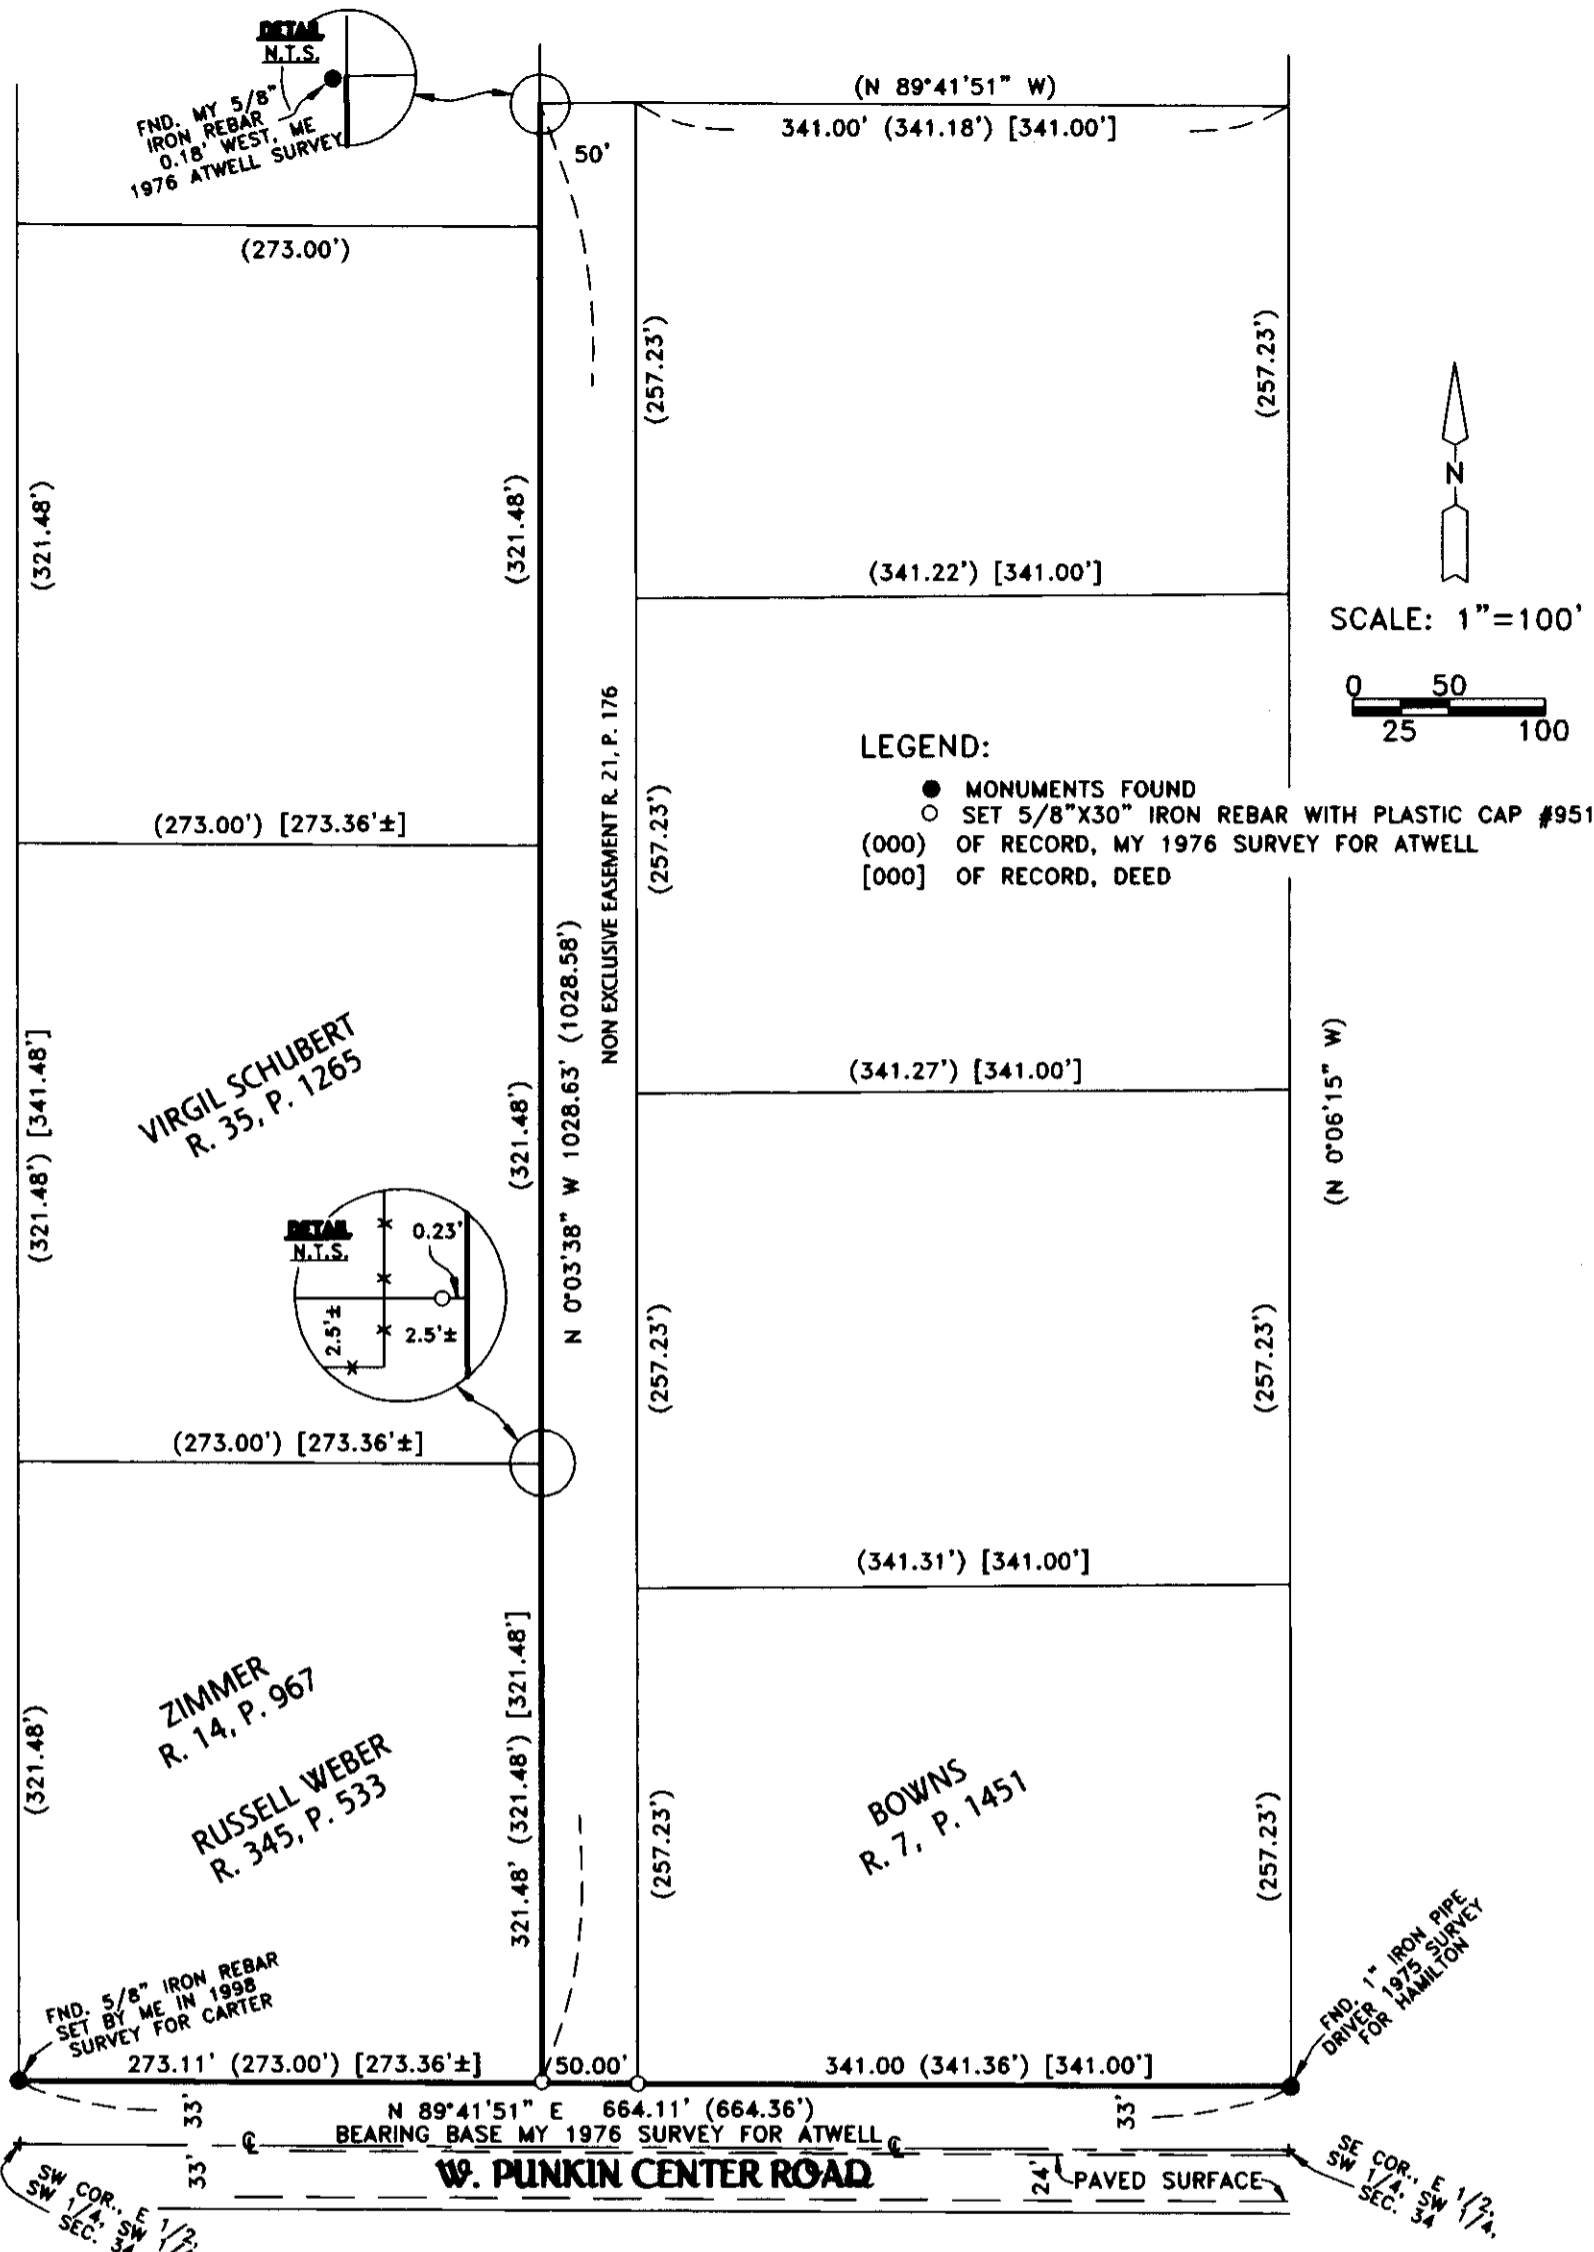 DETAIL
N.T.S.
FND. MY 5/8"
IRON REBAR
0.18' WEST, ME
1976 ATWELL SURVEY
(N 89°41'51" W)
341.00' (341.18') [341.00']
50'
(273.00')
(257.23')
(257.23')
(321.48')
(321.48')
N
(341.22') [341.00']
SCALE: 1"=100'
0 50
25 100
NON EXCLUSIVE EASEMENT R. 21, P. 176
LEGEND:
MONUMENTS FOUND
SET 5/8"X30" IRON REBAR WITH PLASTIC CAP #951
(000) OF RECORD, MY 1976 SURVEY FOR ATWELL
[000] OF RECORD, DEED
(273.00') [273.36'±]
(257.23')
N 0°03'38" W 1028.63' (1028.58')
VIRGIL SCHUBERT
R. 35, P. 1265
(321.48') [341.48']
(321.48')
(341.27') [341.00']
(N 0°06'15" W)
DETAIL
N.T.S.
0.23'
2.5'±
2.5'±
(257.23')
(257.23')
(273.00') [273.36'±]
(341.31') [341.00']
ZIMMER
R. 14, P. 967
RUSSELL WEBER
R. 345, P. 533
(321.48')
321.48' (321.48') [321.48']
BOWNS
R. 7, P. 1451
(257.23')
(257.23')
FND. 5/8" IRON REBAR
SET BY ME IN 1998
SURVEY FOR CARTER
FND. 1" IRON PIPE
DRIVER 1975 SURVEY
FOR HAMILTON
273.11' (273.00') [273.36'±]
50.00'
341.00 (341.36') [341.00']
33'
N 89°41'51" E 664.11' (664.36')
33'
BEARING BASE MY 1976 SURVEY FOR ATWELL
℄
℄
33'
W. PUNKIN CENTER ROAD
24'
PAVED SURFACE
SW COR., E 1/2,
SW 1/4, SW
SEC. 34
SE COR., E 1/2,
SW 1/4, SW 1/4,
SEC. 34